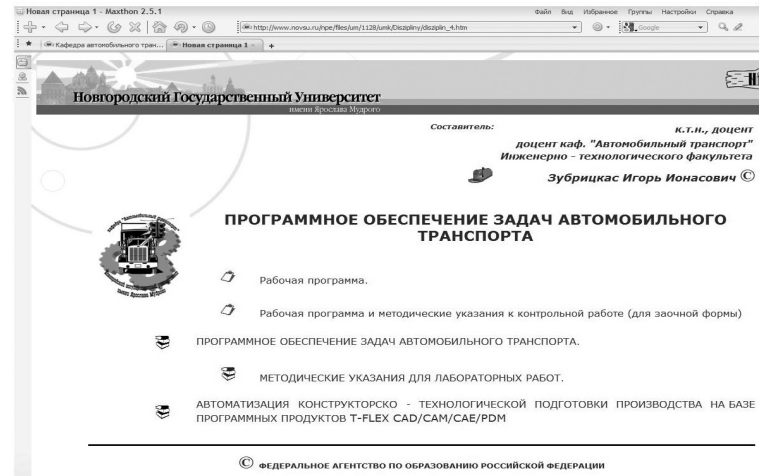 Новая страница 1 - Maxthon 2.5.1
Файл Вид Избранное Группы Настройки Справка
http://www.novsu.ru/npe/files/um/1128/umk/Diszipliny/disziplin_4.htm
Google
Кафедра автомобильного тран...
Новая страница 1
Новгородский Государственный Университет
имени Ярослава Мудрого
Составитель:
к.т.н., доцент
доцент каф. "Автомобильный транспорт"
Инженерно - технологического факультета
Зубрицкас Игорь Ионасович ©
ПРОГРАММНОЕ ОБЕСПЕЧЕНИЕ ЗАДАЧ АВТОМОБИЛЬНОГО
ТРАНСПОРТА
Рабочая программа.
Рабочая программа и методические указания к контрольной работе (для заочной формы)
ПРОГРАММНОЕ ОБЕСПЕЧЕНИЕ ЗАДАЧ АВТОМОБИЛЬНОГО ТРАНСПОРТА.
МЕТОДИЧЕСКИЕ УКАЗАНИЯ ДЛЯ ЛАБОРАТОРНЫХ РАБОТ.
АВТОМАТИЗАЦИЯ КОНСТРУКТОРСКО - ТЕХНОЛОГИЧЕСКОЙ ПОДГОТОВКИ ПРОИЗВОДСТВА НА БАЗЕ
ПРОГРАММНЫХ ПРОДУКТОВ T-FLEX CAD/CAM/CAE/PDM
© ФЕДЕРАЛЬНОЕ АГЕНТСТВО ПО ОБРАЗОВАНИЮ РОССИЙСКОЙ ФЕДЕРАЦИИ